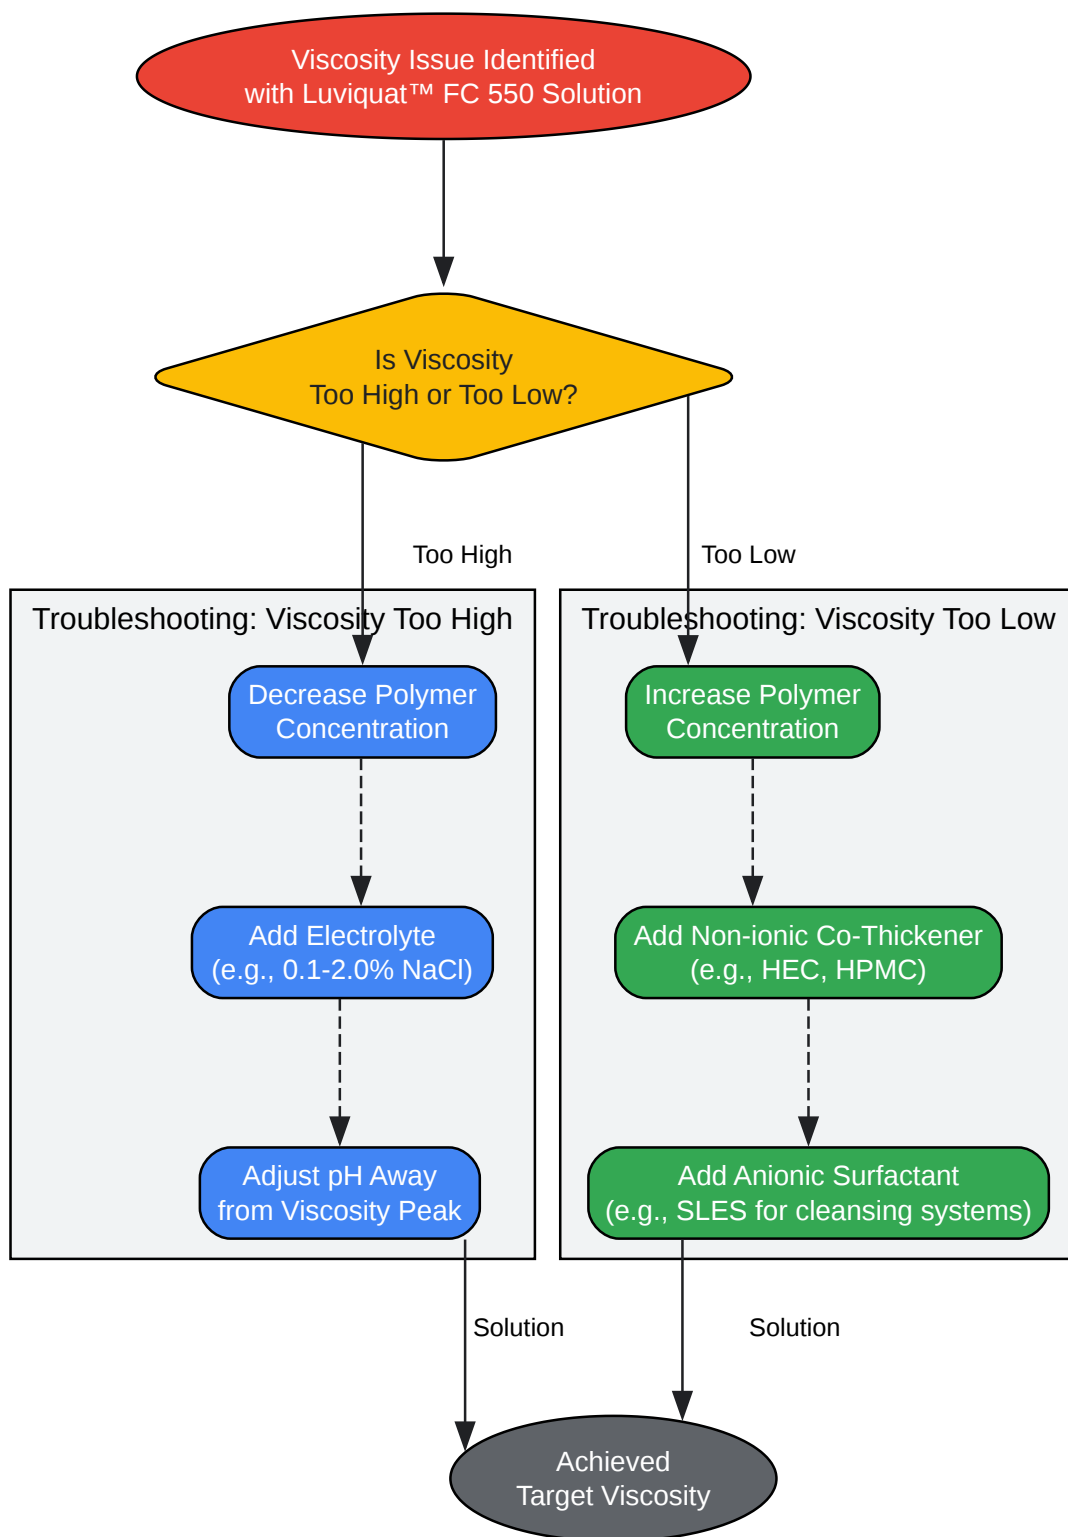 Viscosity Issue Identified
with Luviquat™ FC 550 Solution
Is Viscosity
Too High or Too Low?
Too High
Too Low
Troubleshooting: Viscosity Too High
Troubleshooting: Viscosity Too Low
Decrease Polymer
Concentration
Increase Polymer
Concentration
Add Electrolyte
(e.g., 0.1-2.0% NaCl)
Add Non-ionic Co-Thickener
(e.g., HEC, HPMC)
Adjust pH Away
from Viscosity Peak
Add Anionic Surfactant
(e.g., SLES for cleansing systems)
Solution
Solution
Achieved
Target Viscosity